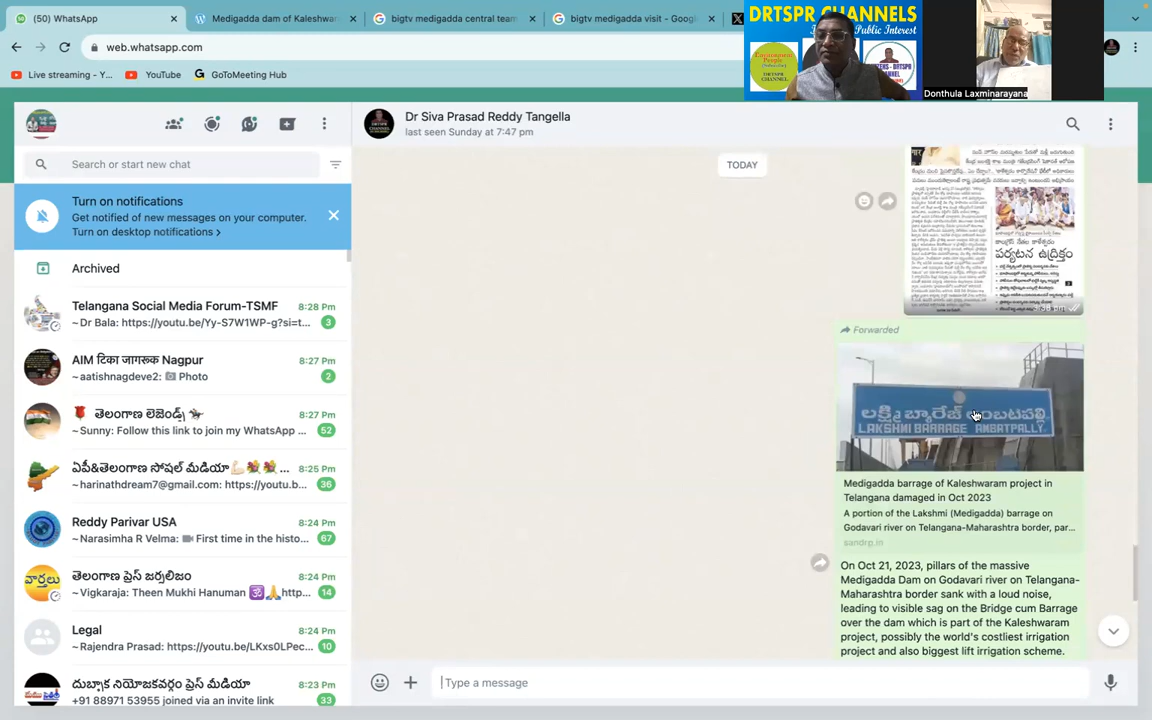 (50) WhatsApp
Medigadda dam of Kaleshwar
bigtv medigadda central team
bigtv medigadda visit - Goog
web.whatsapp.com
Live streaming - Y...
YouTube
GoToMeeting Hub
DRTSPR CHANNELS
Public Interest
Donthula Laxminarayana
Dr Siva Prasad Reddy Tangella
last seen Sunday at 7:47 pm
Search or start new chat
Turn on notifications
Get notified of new messages on your computer.
Turn on desktop notifications >
Archived
Telangana Social Media Forum-TSMF 8:28 Pm
~Dr Bala: https://youtu.be/Yy-S7W1WP-g?si=t... 3
AIM टिका जागरूक Nagpur 8:27 Pm
~aatishnagdeve2: Photo 2
తెలంగాణ లెజెండ్స్ 8:27 Pm
~Sunny: Follow this link to join my WhatsApp ... 52
ఏపీ&తెలంగాణ సోషల్ మీడియా ... 8:25 Pm
~harinathdream7@gmail.com: https://youtu.b... 36
Reddy Parivar USA 8:24 Pm
~Narasimha R Velma: First time in the histo... 67
తెలంగాణ ప్రెస్ జర్నలిజం 8:24 Pm
~Vigkaraja: Theen Mukhi Hanuman http... 14
Legal 8:24 Pm
~Rajendra Prasad: https://youtu.be/LKxs0LPec... 10
దుబ్బాక నియోజకవర్గం ప్రెస్ మీడియా 8:23 Pm
+91 88971 53955 joined via an invite link 33
TODAY
పర్యటన ఉద్రిక్తం
Forwarded
లక్ష్మి బ్యారేజ్ అంబటపల్లి
LAKSHMI BARRAGE AMBATPALLY
Medigadda barrage of Kaleshwaram project in
Telangana damaged in Oct 2023
A portion of the Lakshmi (Medigadda) barrage on
Godavari river on Telangana-Maharashtra border, par...
sandrp.in
On Oct 21, 2023, pillars of the massive
Medigadda Dam on Godavari river on Telangana-
Maharashtra border sank with a loud noise,
leading to visible sag on the Bridge cum Barrage
over the dam which is part of the Kaleshwaram
project, possibly the world's costliest irrigation
project and also biggest lift irrigation scheme.
Type a message